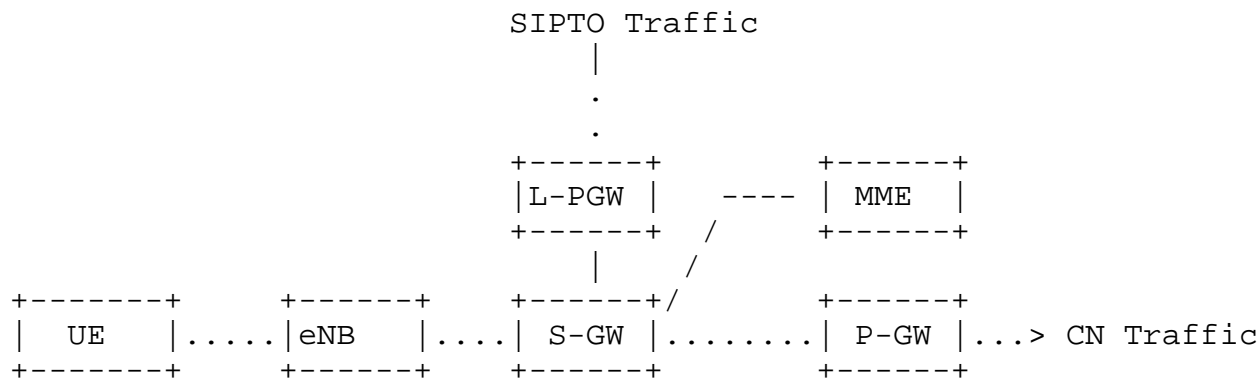 SIPTO Traffic
|
.
.
+------+ +------+
|L-PGW | ---- | MME |
+------+ / +------+
| /
+-------+ +------+ +------+/ +------+
| UE |.....|eNB |....| S-GW |........| P-GW |...> CN Traffic
+-------+ +------+ +------+ +------+